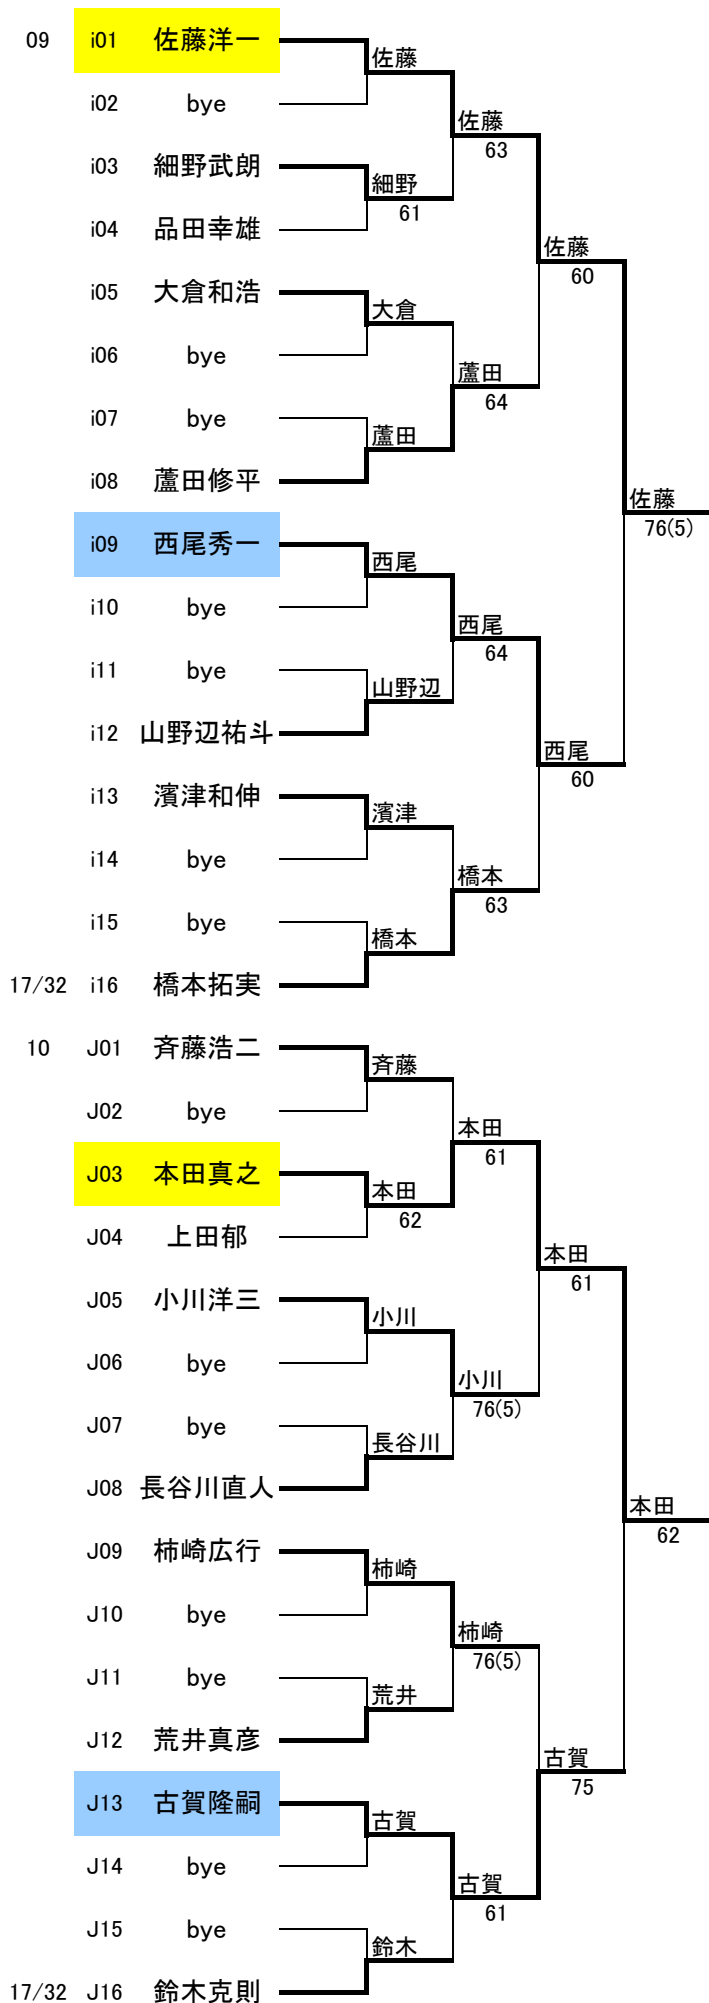 09 i01 佐藤洋一
佐藤
i02 bye
佐藤
63
i03 細野武朗
細野
61
i04 品田幸雄
佐藤
60
i05 大倉和浩
大倉
i06 bye
蘆田
64
i07 bye
蘆田
i08 蘆田修平
佐藤
76(5)
i09 西尾秀一
西尾
i10 bye
西尾
64
i11 bye
山野辺
i12 山野辺祐斗
西尾
60
i13 濱津和伸
濱津
i14 bye
橋本
63
i15 bye
橋本
17/32 i16 橋本拓実
10 J01 斉藤浩二
斉藤
J02 bye
本田
61
J03 本田真之
本田
62
J04 上田郁
本田
61
J05 小川洋三
小川
J06 bye
小川
76(5)
J07 bye
長谷川
J08 長谷川直人
本田
62
J09 柿崎広行
柿崎
J10 bye
柿崎
76(5)
J11 bye
荒井
J12 荒井真彦
古賀
75
J13 古賀隆嗣
古賀
J14 bye
古賀
61
J15 bye
鈴木
17/32 J16 鈴木克則